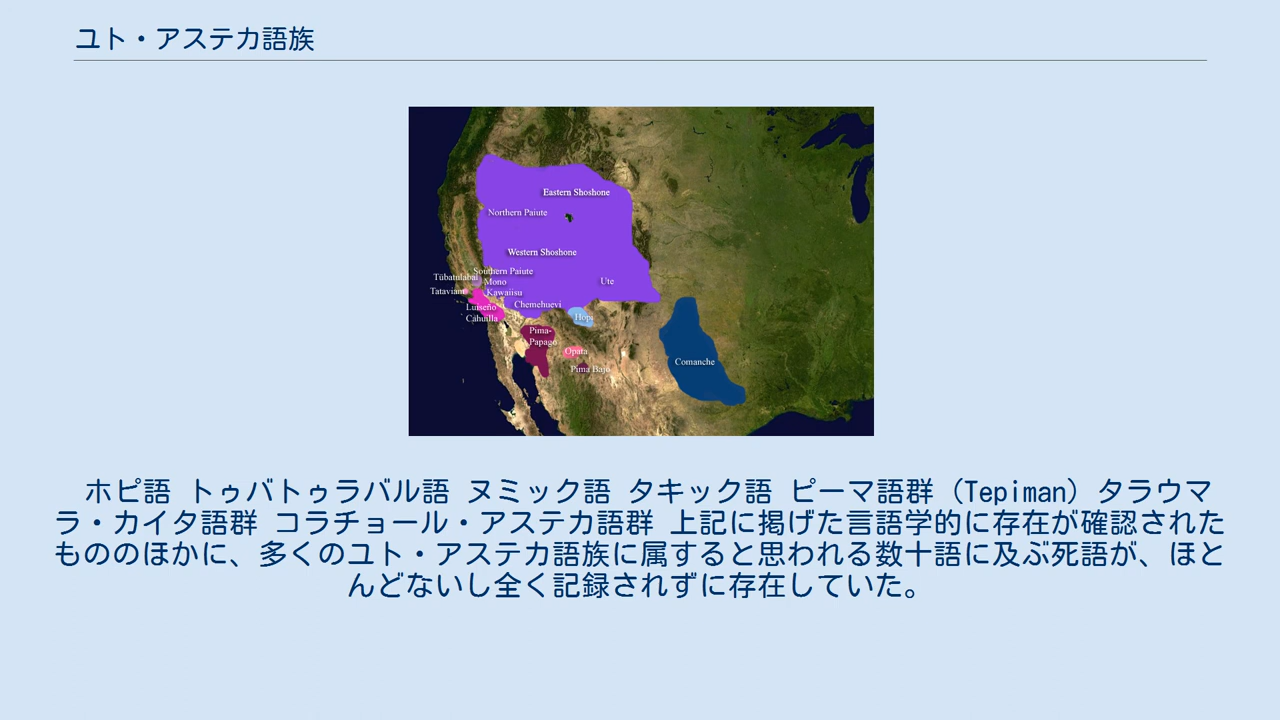 ユト・アステカ語族
Eastern Shoshone
Northern Paiute
Western Shoshone
Southern Paiute
Tübatulabal
Mono
Ute
Tataviam
Kawaiisu
Luiseño
Chemehuevi
Cahuilla
Hopi
Pima-
Papago
Opata
Comanche
Pima Bajo
ホピ語 トゥバトゥラバル語 ヌミック語 タキック語 ピーマ語群（Tepiman）タラウマ
ラ・カイタ語群 コラチョール・アステカ語群 上記に掲げた言語学的に存在が確認された
もののほかに、多くのユト・アステカ語族に属すると思われる数十語に及ぶ死語が、ほと
んどないし全く記録されずに存在していた。